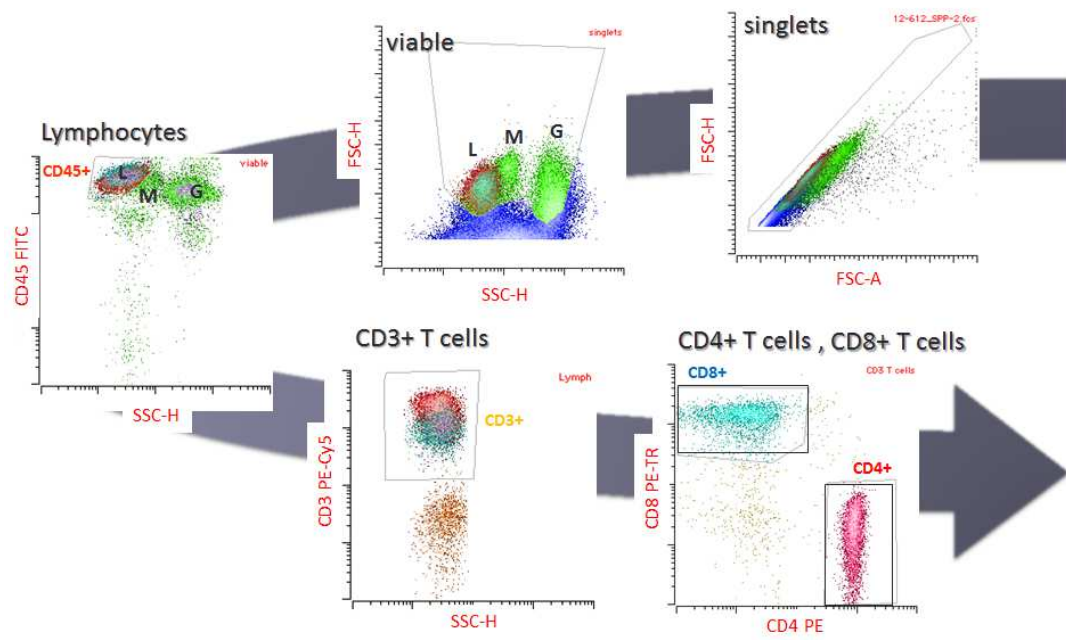 viable
singlets
FSC-H
L
M
G
SSC-H
singlets
12-612_SPP-2.fcs
FSC-H
FSC-A
Lymphocytes
CD45+
viable
L
M
G
CD45 FITC
SSC-H
CD3+ T cells
Lymph
CD3+
CD3 PE-Cy5
SSC-H
CD4+ T cells , CD8+ T cells
CD8+
CD3 T cells
CD4+
CD8 PE-TR
CD4 PE